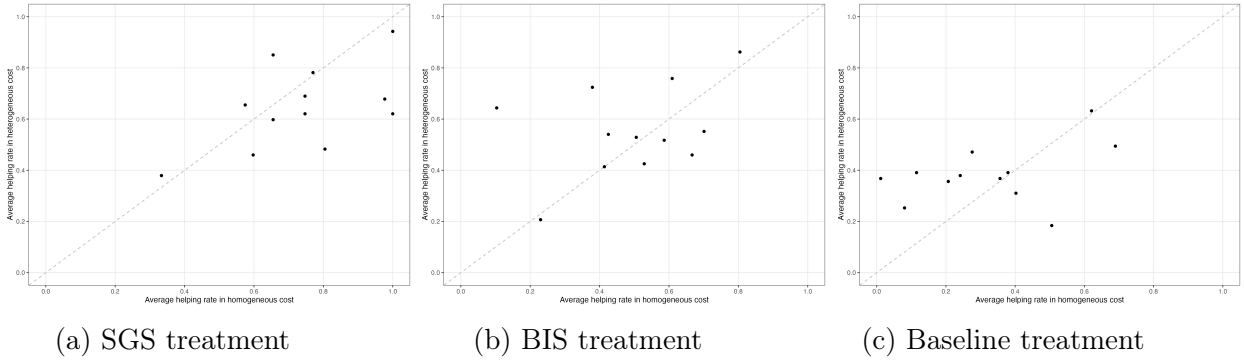 1.0
0.8
0.6
0.4
0.2
0.0
Average helping rate in heterogeneous cost
0.0 0.2 0.4 0.6 0.8 1.0
Average helping rate in homogeneous cost
(a) SGS treatment
1.0
0.8
0.6
0.4
0.2
0.0
Average helping rate in heterogeneous cost
0.0 0.2 0.4 0.6 0.8 1.0
Average helping rate in homogeneous cost
(b) BIS treatment
1.0
0.8
0.6
0.4
0.2
0.0
Average helping rate in heterogeneous cost
0.0 0.2 0.4 0.6 0.8 1.0
Average helping rate in homogeneous cost
(c) Baseline treatment